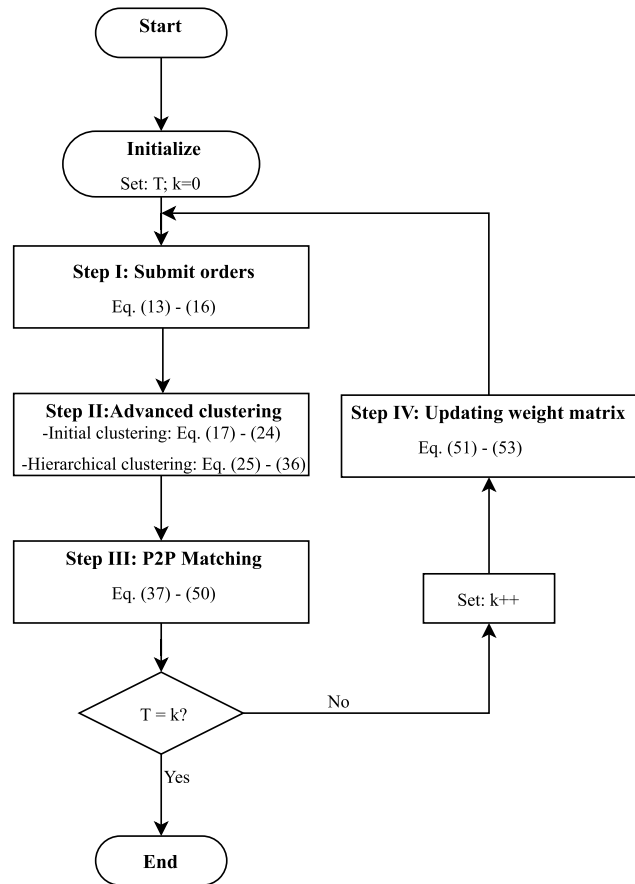 Start
Initialize
Set: T; k=0
Step I: Submit orders
Eq. (13) - (16)
Step II:Advanced clustering
-Initial clustering: Eq. (17) - (24)
-Hierarchical clustering: Eq. (25) - (36)
Step III: P2P Matching
Eq. (37) - (50)
T = k?
No
Yes
End
Set: k++
Step IV: Updating weight matrix
Eq. (51) - (53)